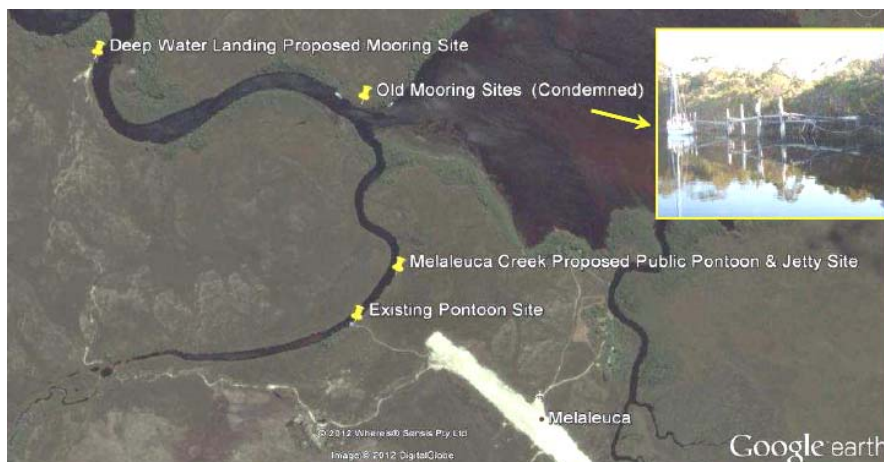 Deep Water Landing Proposed Mooring Site
Old Mooring Sites (Condemned)
Melaleuca Creek Proposed Public Pontoon & Jetty Site
Existing Pontoon Site
Melaleuca
© 2012 Whereis® Sensis Pty Ltd
Image © 2012 DigitalGlobe
Google earth